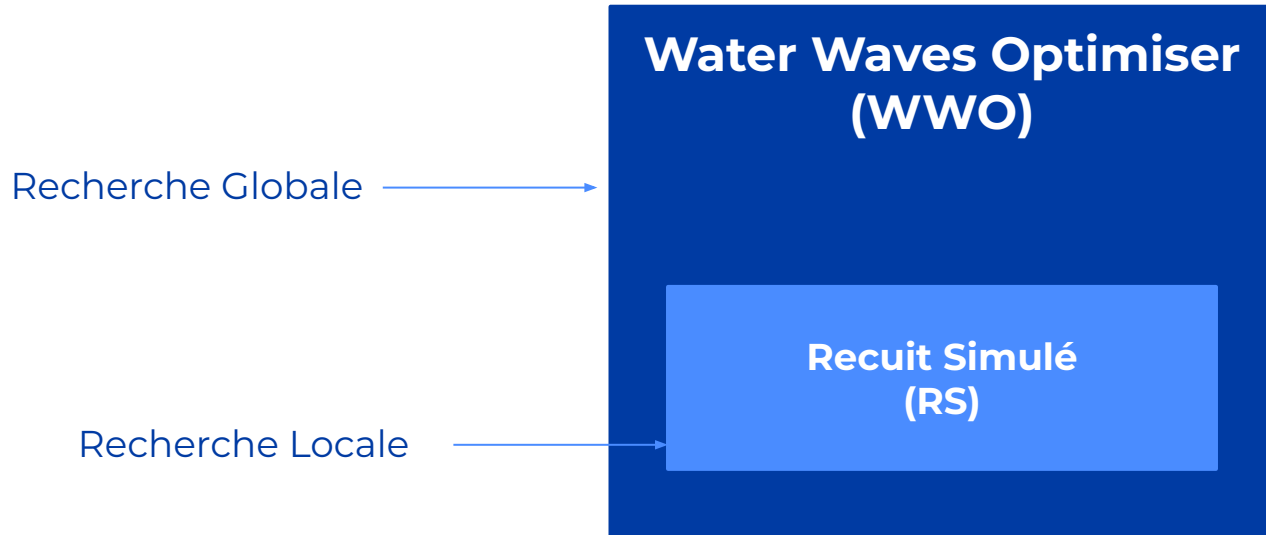 Water Waves Optimiser
(WWO)
Recherche Globale
Recuit Simulé
(RS)
Recherche Locale